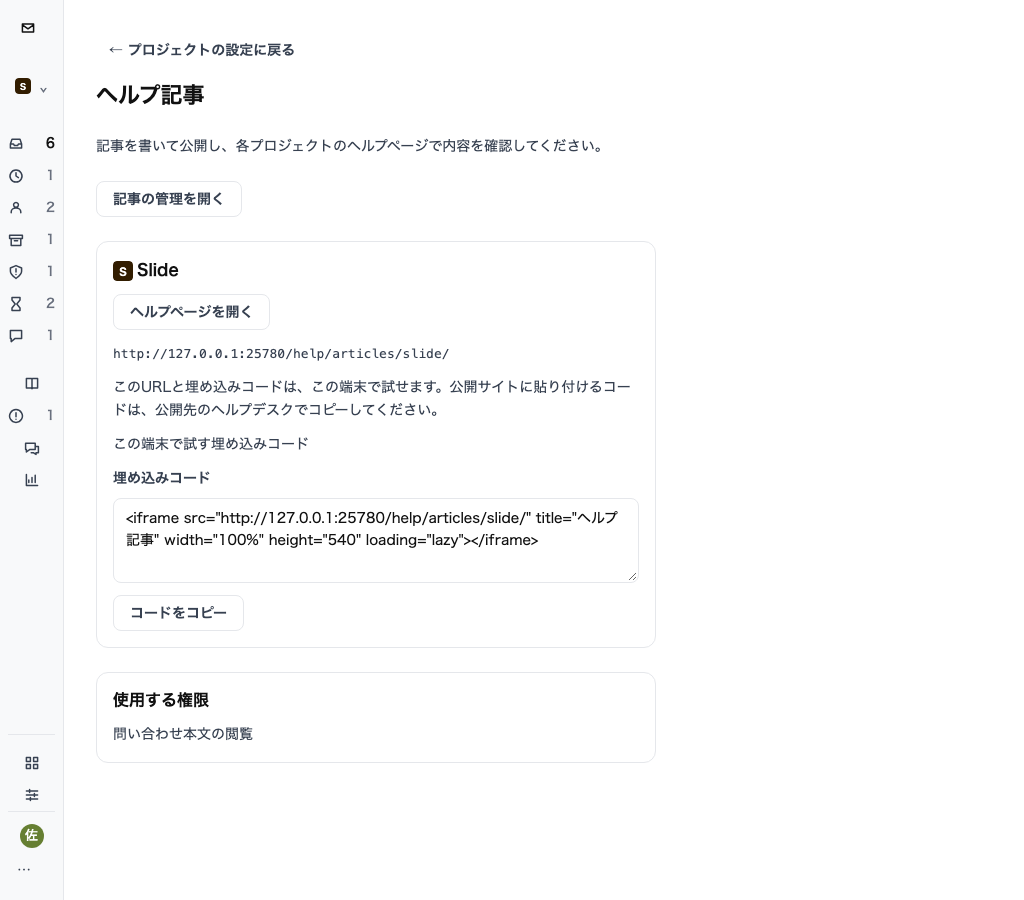 ← プロジェクトの設定に戻る
ヘルプ記事
記事を書いて公開し、各プロジェクトのヘルプページで内容を確認してください。
記事の管理を開く
S Slide
ヘルプページを開く
http://127.0.0.1:25780/help/articles/slide/
このURLと埋め込みコードは、この端末で試せます。公開サイトに貼り付けるコー
ドは、公開先のヘルプデスクでコピーしてください。
この端末で試す埋め込みコード
埋め込みコード
<iframe src="http://127.0.0.1:25780/help/articles/slide/" title="ヘルプ
記事" width="100%" height="540" loading="lazy"></iframe>
コードをコピー
使用する権限
問い合わせ本文の閲覧
S
6
1
2
1
1
2
1
1
佐
…